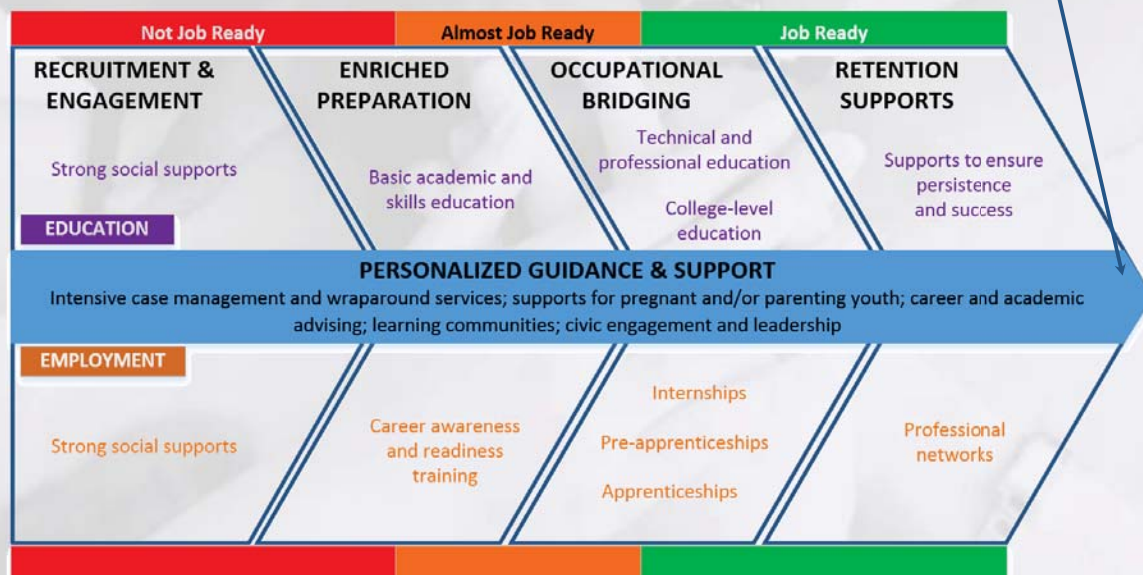 Not Job Ready
Almost Job Ready
Job Ready
RECRUITMENT &
ENGAGEMENT
ENRICHED
PREPARATION
OCCUPATIONAL
BRIDGING
RETENTION
SUPPORTS
Strong social supports
Basic academic and
skills education
Technical and
professional education
College-level
education
Supports to ensure
persistence
and success
EDUCATION
PERSONALIZED GUIDANCE & SUPPORT
Intensive case management and wraparound services; supports for pregnant and/or parenting youth; career and academic
advising; learning communities; civic engagement and leadership
EMPLOYMENT
Strong social supports
Career awareness
and readiness
training
Internships
Pre-apprenticeships
Apprenticeships
Professional
networks